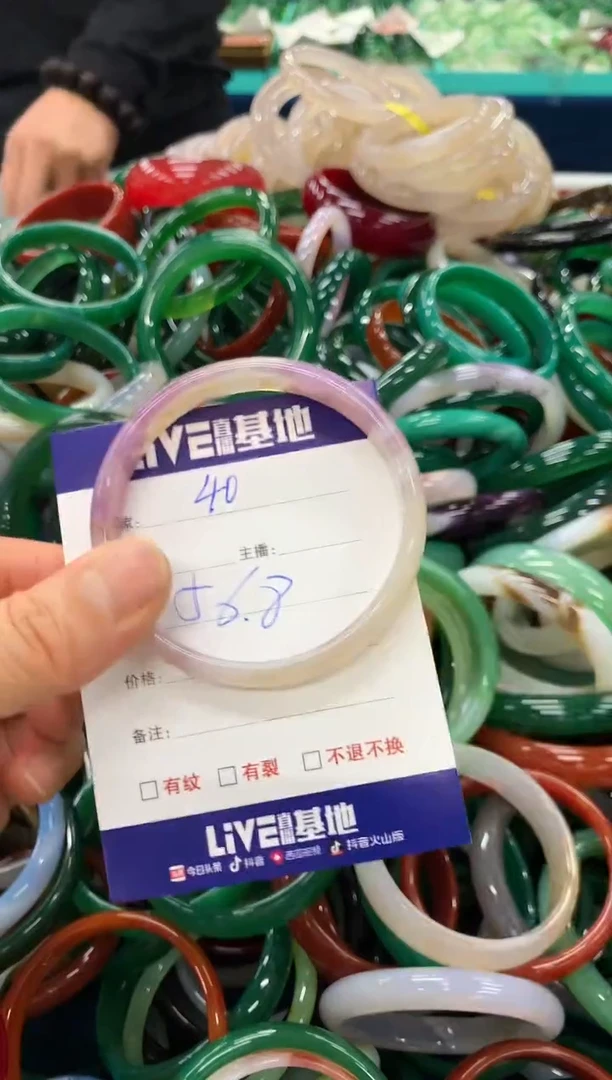 LIVE直播基地
40
主播:
56.8
价格:
备注:
□有纹 □有裂 □不退不换
LIVE直播基地
今日头条 抖音 西瓜视频 抖音火山版